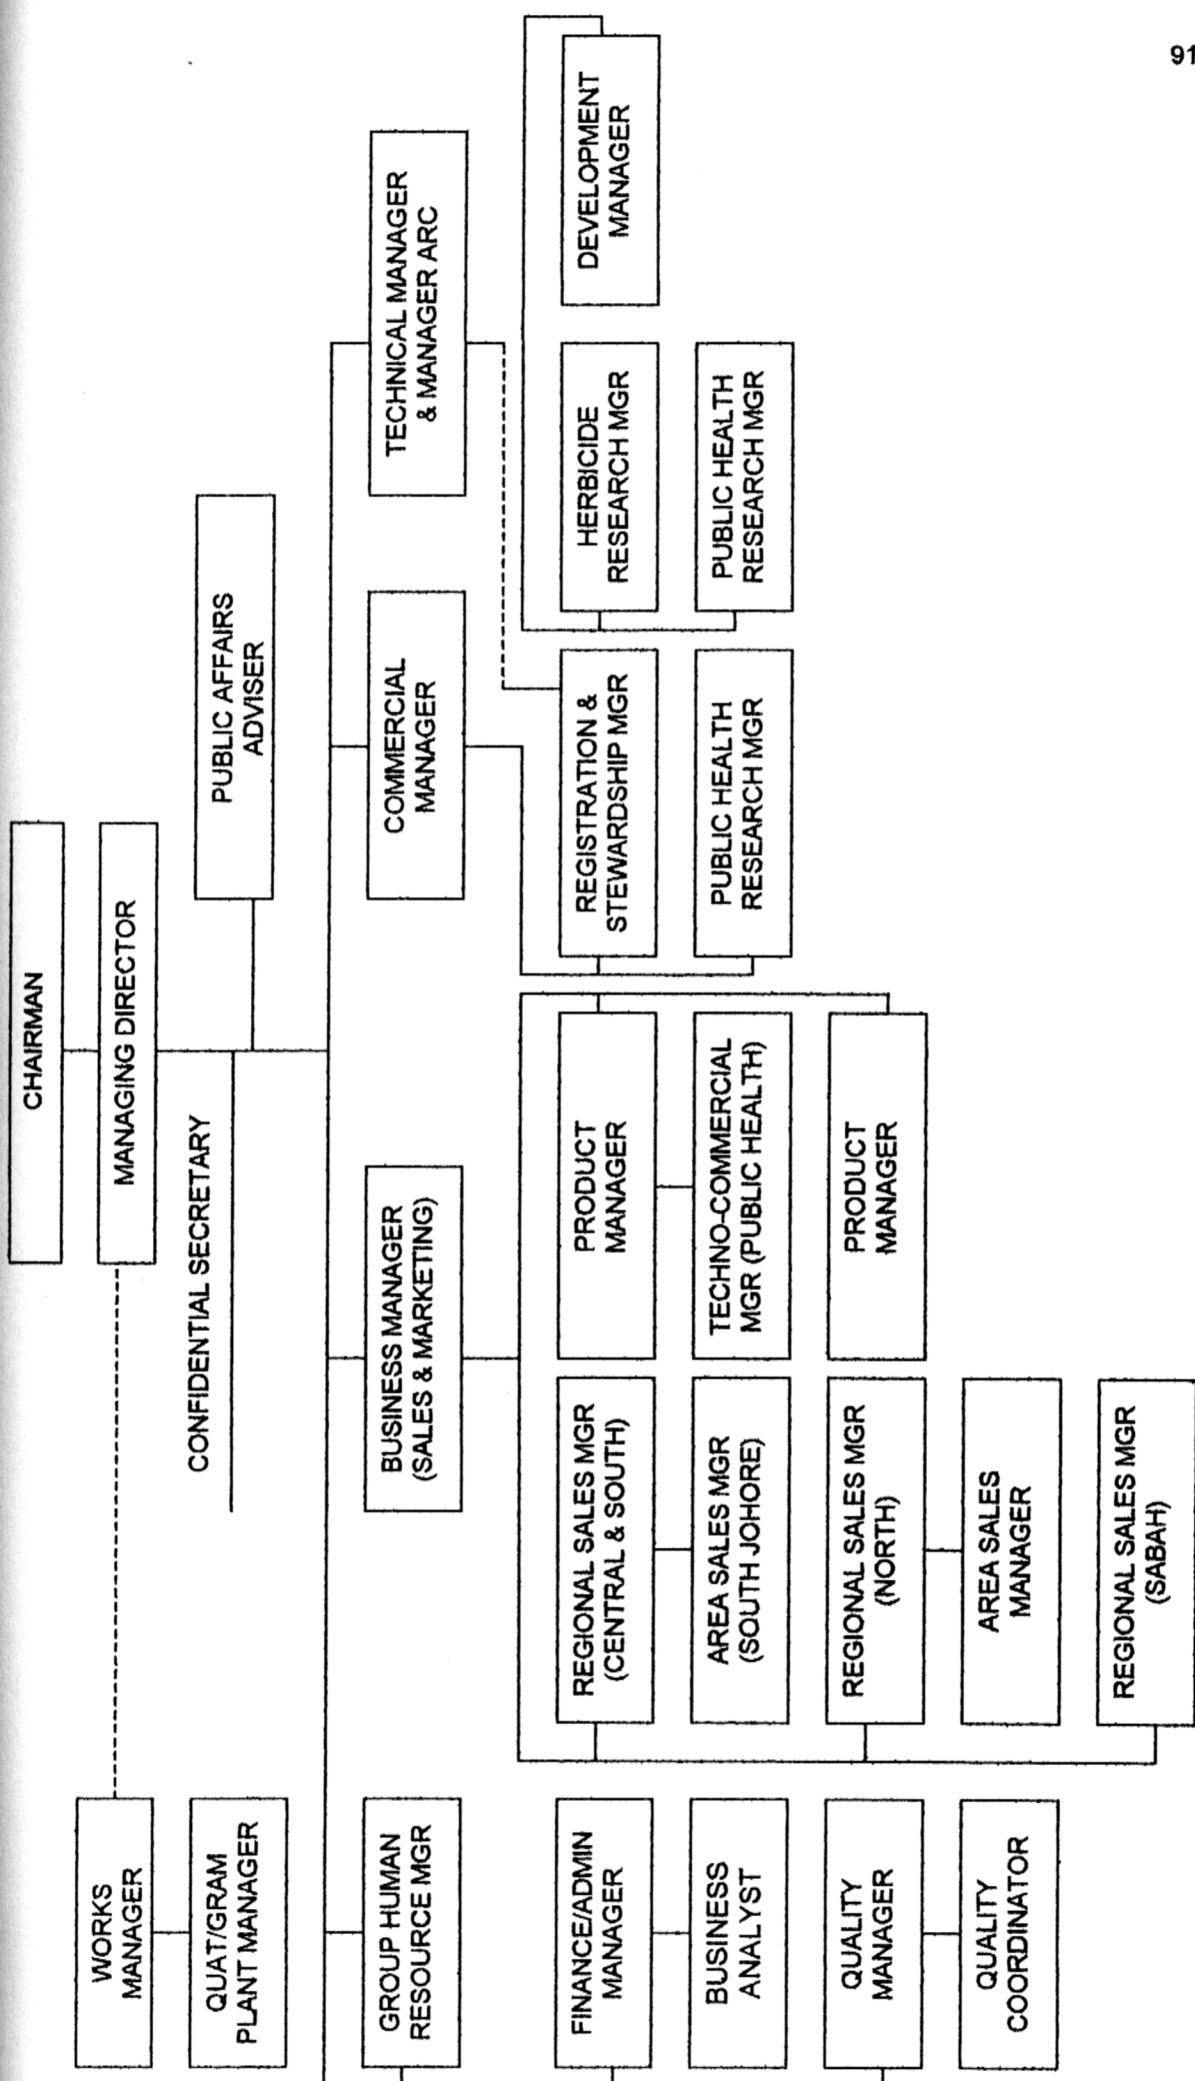 91
CHAIRMAN
MANAGING DIRECTOR
WORKS
MANAGER
QUAT/GRAM
PLANT MANAGER
CONFIDENTIAL SECRETARY
PUBLIC AFFAIRS
ADVISER
GROUP HUMAN
RESOURCE MGR
BUSINESS MANAGER
(SALES & MARKETING)
COMMERCIAL
MANAGER
TECHNICAL MANAGER
& MANAGER ARC
FINANCE/ADMIN
MANAGER
BUSINESS
ANALYST
QUALITY
MANAGER
QUALITY
COORDINATOR
REGIONAL SALES MGR
(CENTRAL & SOUTH)
AREA SALES MGR
(SOUTH JOHORE)
REGIONAL SALES MGR
(NORTH)
AREA SALES
MANAGER
REGIONAL SALES MGR
(SABAH)
PRODUCT
MANAGER
TECHNO-COMMERCIAL
MGR (PUBLIC HEALTH)
PRODUCT
MANAGER
REGISTRATION &
STEWARDSHIP MGR
PUBLIC HEALTH
RESEARCH MGR
HERBICIDE
RESEARCH MGR
PUBLIC HEALTH
RESEARCH MGR
DEVELOPMENT
MANAGER